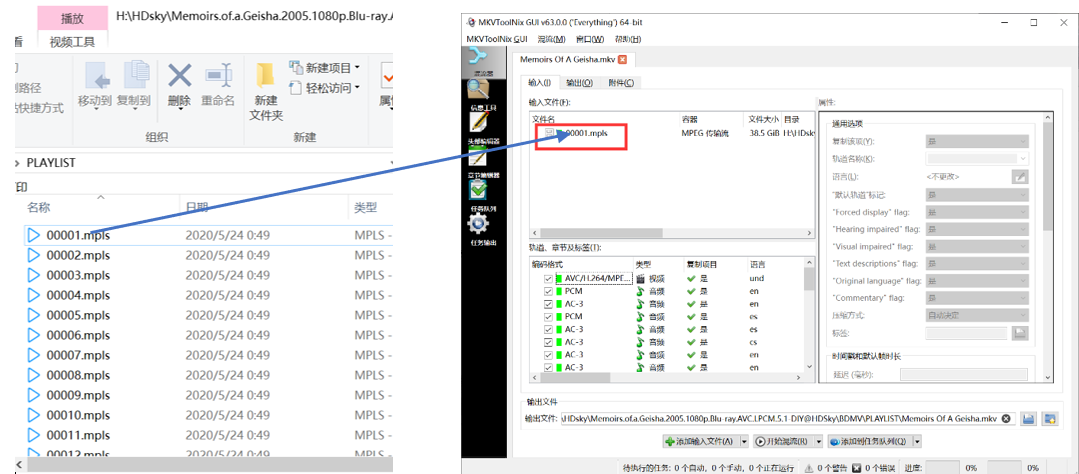 播放
H:\HDsky\Memoirs.of.a.Geisha.2005.1080p.Blu-ray.A
看
视频工具
制路径
占快捷方式
移动到
复制到
删除
重命名
新建
文件夹
新建项目
轻松访问
属
组织
新建
PLAYLIST
印
名称
日期
类型
00001.mpls 2020/5/24 0:49 MPLS -
00002.mpls 2020/5/24 0:49 MPLS -
00003.mpls 2020/5/24 0:49 MPLS -
00004.mpls 2020/5/24 0:49 MPLS -
00005.mpls 2020/5/24 0:49 MPLS -
00006.mpls 2020/5/24 0:49 MPLS -
00007.mpls 2020/5/24 0:49 MPLS -
00008.mpls 2020/5/24 0:49 MPLS -
00009.mpls 2020/5/24 0:49 MPLS -
00010.mpls 2020/5/24 0:49 MPLS -
00011.mpls 2020/5/24 0:49 MPLS -
00012.mpls 2020/5/24 0:49 MPLS -
MKVToolNix GUI v63.0.0 ('Everything') 64-bit
MKVToolNix GUI 混流(M) 窗口(W) 帮助(H)
混流器
信息工具
头部编辑器
章节编辑器
任务队列
任务输出
Memoirs Of A Geisha.mkv
输入(I) 输出(O) 附件(C)
输入文件(F):
文件名 容器 文件大小 目录
00001.mpls MPEG 传输流 38.5 GiB H:\HDsky
轨道、章节及标签(T):
编码格式 类型 复制项目 语言
AVC/H.264/MPE... 视频 是 und
PCM 音频 是 en
AC-3 音频 是 en
PCM 音频 是 es
AC-3 音频 是 es
AC-3 音频 是 cs
AC-3 音频 是 en
AC-3 音频 是 en
属性:
通用选项
复制该项(Y): 是
轨道名称(K):
语言(L): <不更改>
"默认轨道"标记: 是
"Forced display" flag: 是
"Hearing impaired" flag: 是
"Visual impaired" flag: 是
"Text descriptions" flag: 是
"Original language" flag: 是
"Commentary" flag: 是
压缩方式: 自动决定
标签:
时间戳和默认帧时长
延迟 (毫秒):
输出文件
输出文件: \HDsky\Memoirs.of.a.Geisha.2005.1080p.Blu-ray.AVC.LPCM.5.1-DIY@HDSky\BDMV\PLAYLIST\Memoirs Of A Geisha.mkv
添加输入文件(A) 开始混流(R) 添加到任务队列(Q)
待执行的任务: 0 个自动，0 个手动，0 个正在运行 0 个警告 0 个错误 进度: 0% 0%